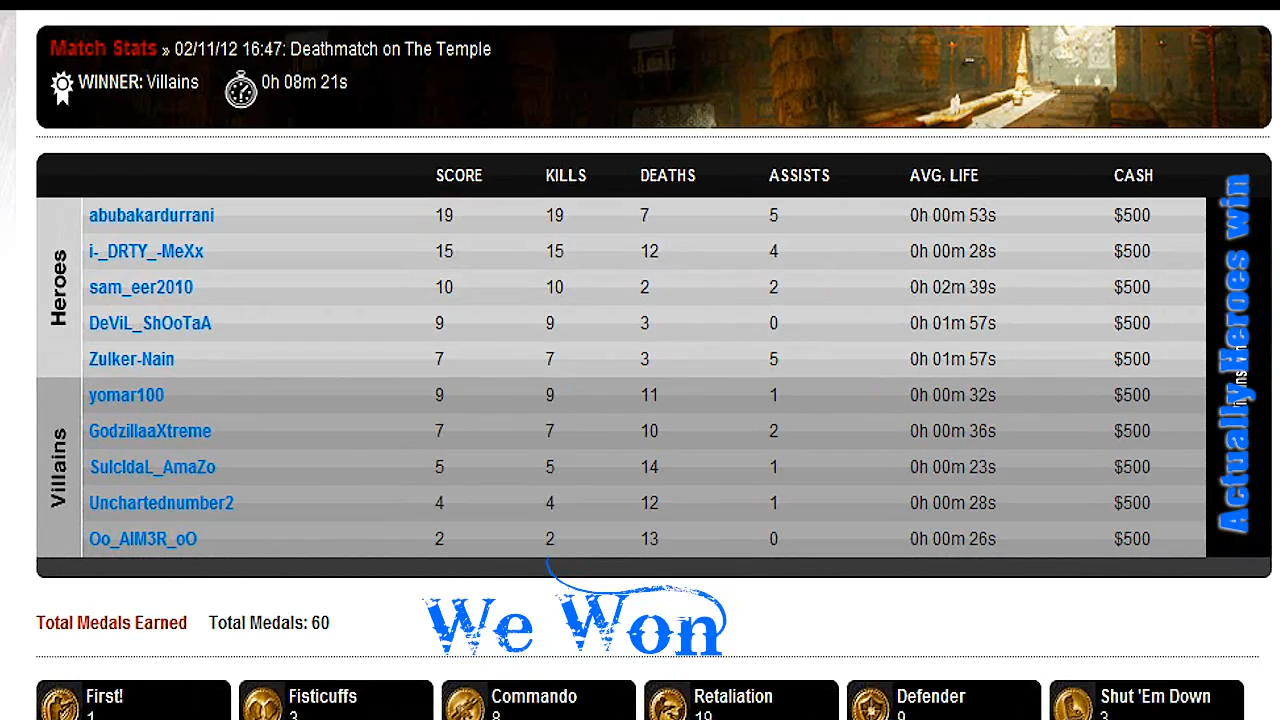 Match Stats » 02/11/12 16:47: Deathmatch on The Temple
WINNER: Villains 0h 08m 21s
SCORE KILLS DEATHS ASSISTS AVG. LIFE CASH
Heroes
abubakardurrani 19 19 7 5 0h 00m 53s $500
i-_DRTY_-MeXx 15 15 12 4 0h 00m 28s $500
sam_eer2010 10 10 2 2 0h 02m 39s $500
DeViL_ShOoTaA 9 9 3 0 0h 01m 57s $500
Zulker-Nain 7 7 3 5 0h 01m 57s $500
Villains
yomar100 9 9 11 1 0h 00m 32s $500
GodzillaaXtreme 7 7 10 2 0h 00m 36s $500
SuIcIdaL_AmaZo 5 5 14 1 0h 00m 23s $500
Unchartednumber2 4 4 12 1 0h 00m 28s $500
Oo_AIM3R_oO 2 2 13 0 0h 00m 26s $500
Actually Heroes win
We Won
Total Medals Earned Total Medals: 60
First! Fisticuffs Commando Retaliation Defender Shut 'Em Down
1 3 8 19 9 3